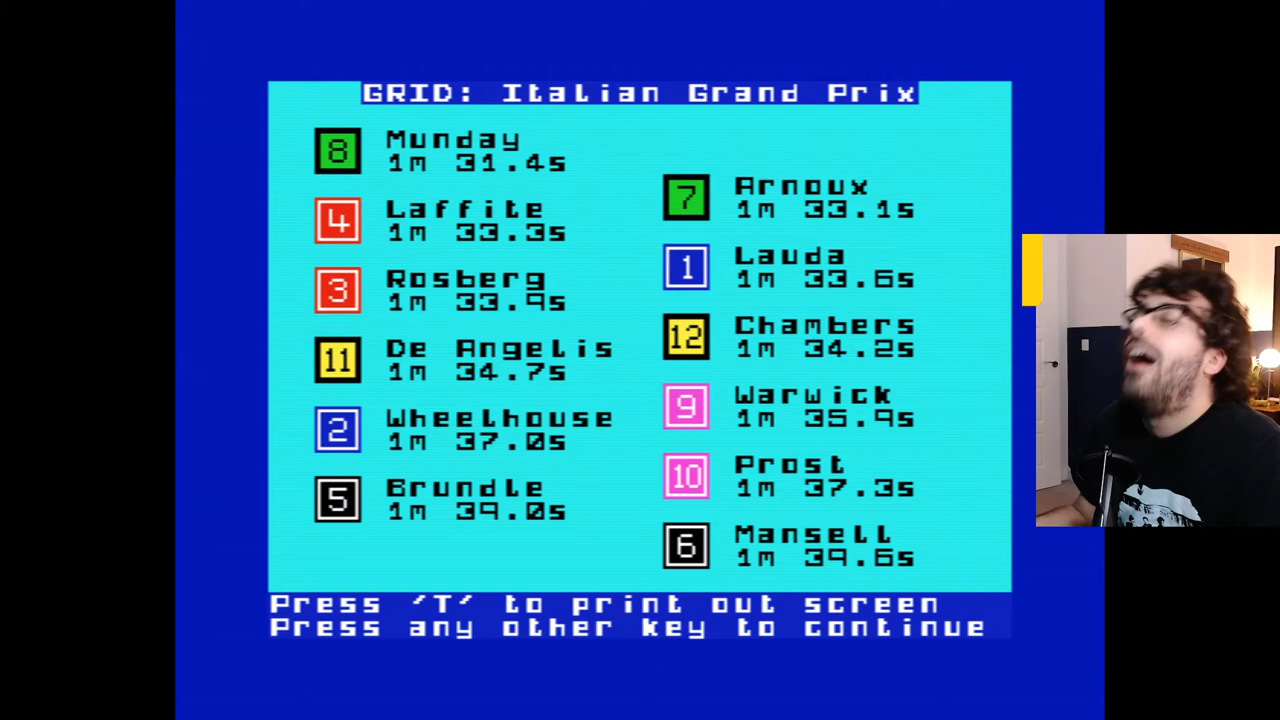 GRID: Italian Grand Prix
8 Munday
1m 31.4s
7 Arnoux
1m 33.1s
4 Laffite
1m 33.3s
1 Lauda
1m 33.6s
3 Rosberg
1m 33.9s
12 Chambers
1m 34.2s
11 De Angelis
1m 34.7s
9 Warwick
1m 35.9s
2 Wheelhouse
1m 37.0s
10 Prost
1m 37.3s
5 Brundle
1m 39.0s
6 Mansell
1m 39.6s
Press 'T' to print out screen
Press any other key to continue